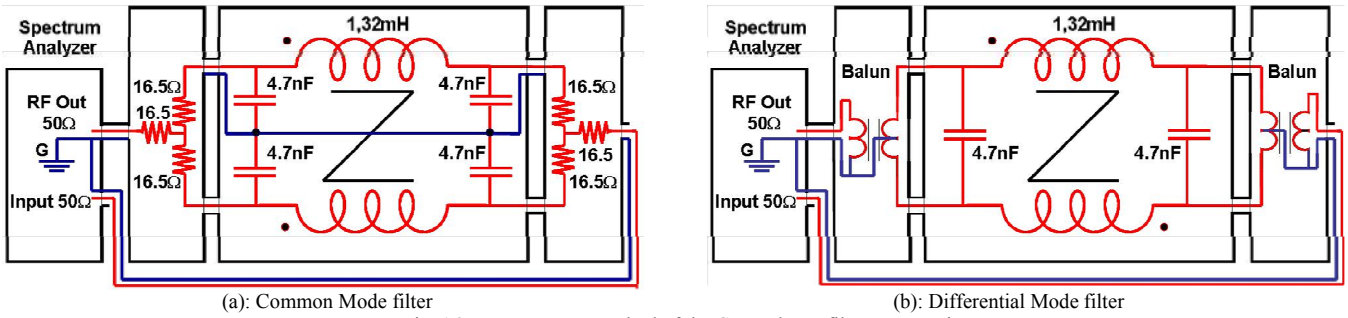 Spectrum
Analyzer
1,32mH
16.5Ω
4.7nF
4.7nF
16.5Ω
RF Out
50Ω
16.5
G
4.7nF
4.7nF
16.5
16.5Ω
16.5Ω
Input 50Ω
(a): Common Mode filter
Spectrum
Analyzer
1,32mH
Balun
Balun
RF Out
50Ω
G
4.7nF
4.7nF
Input 50Ω
(b): Differential Mode filter